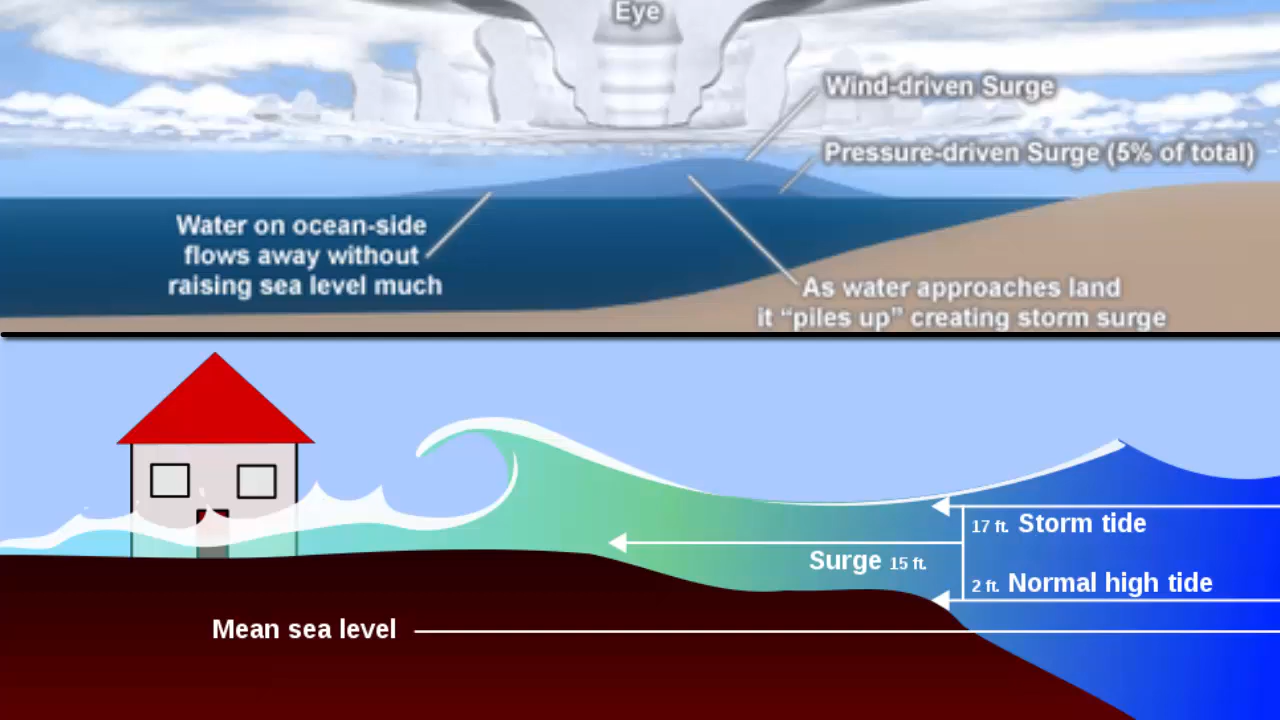 Eye
Wind-driven Surge
Pressure-driven Surge (5% of total)
Water on ocean-side
flows away without
raising sea level much
As water approaches land
it “piles up” creating storm surge
17 ft. Storm tide
Surge 15 ft.
2 ft. Normal high tide
Mean sea level